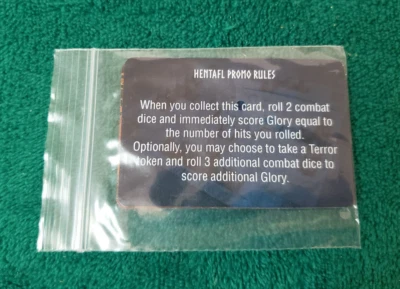 HENTAFL PROMO RULES
When you collect this card, roll 2 combat
dice and immediately score Glory equal to
the number of hits you rolled.
Optionally, you may choose to take a Terror
token and roll 3 additional combat dice to
score additional Glory.